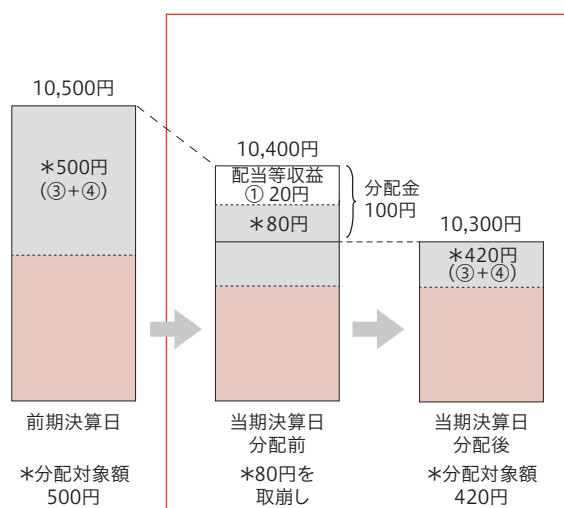 10,500円
＊500円
(③＋④)
前期決算日
＊分配対象額
500円
10,400円
配当等収益
① 20円
＊80円
分配金
100円
当期決算日
分配前
＊80円を
取崩し
10,300円
＊420円
(③＋④)
当期決算日
分配後
＊分配対象額
420円